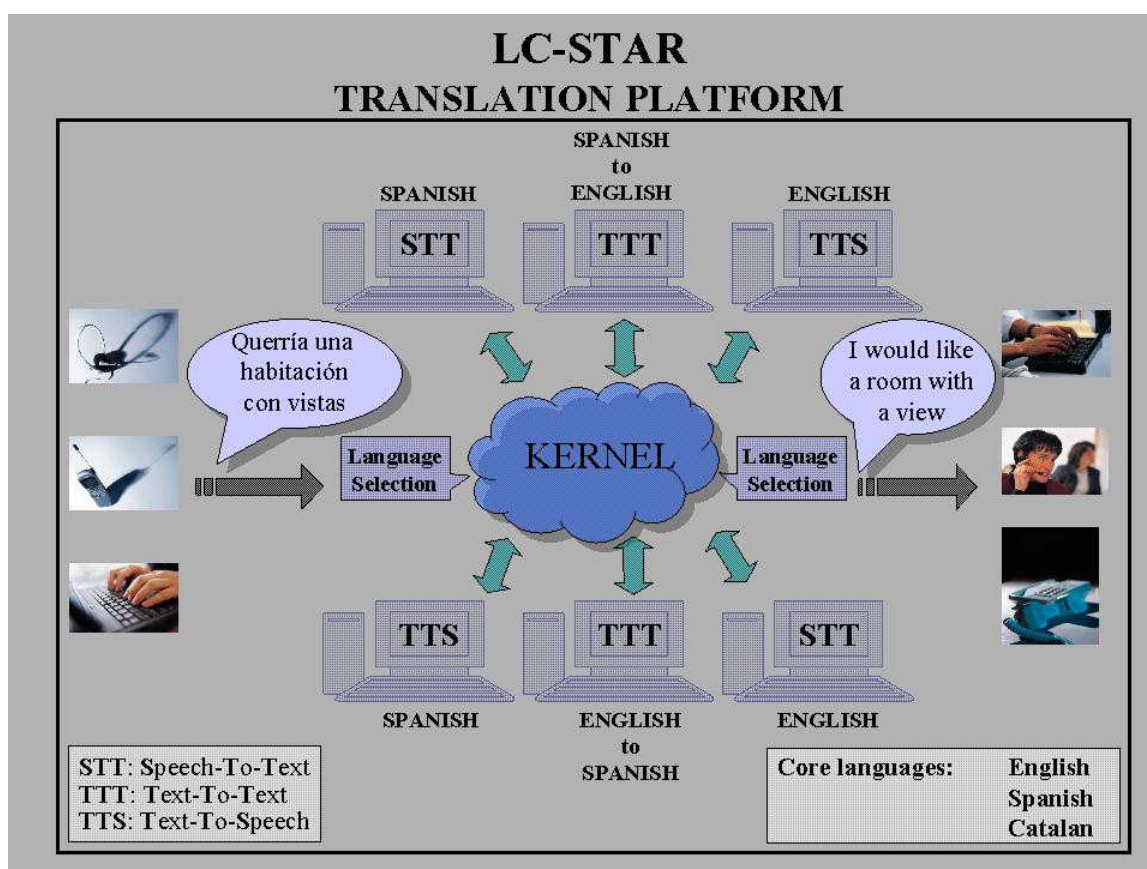 LC-STAR
TRANSLATION PLATFORM
SPANISH
to
ENGLISH
SPANISH
ENGLISH
STT
TTT
TTS
Querría una
habitación
con vistas
I would like
a room with
a view
Language
Selection
KERNEL
Language
Selection
TTS
TTT
STT
SPANISH
ENGLISH
to
SPANISH
ENGLISH
STT: Speech-To-Text
TTT: Text-To-Text
TTS: Text-To-Speech
Core languages: English
Spanish
Catalan